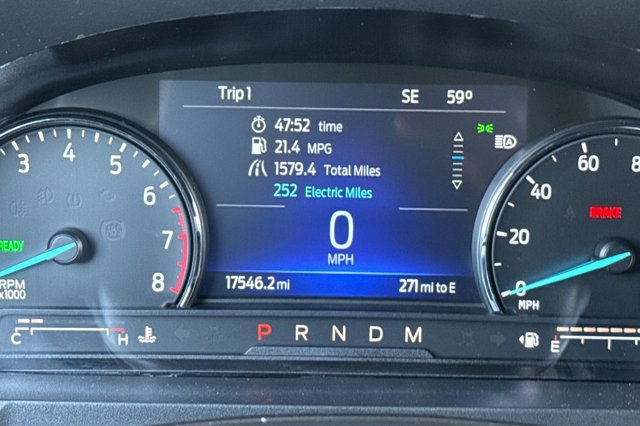 Trip 1 SE 59°
47:52 time
21.4 MPG
1579.4 Total Miles
252 Electric Miles
0
MPH
17546.2 mi 271 mi to E
3 4 5 6 7 8
READY
RPM
x1000
0 20 40 60 8
BRAKE
MPH
C H P R N D M E